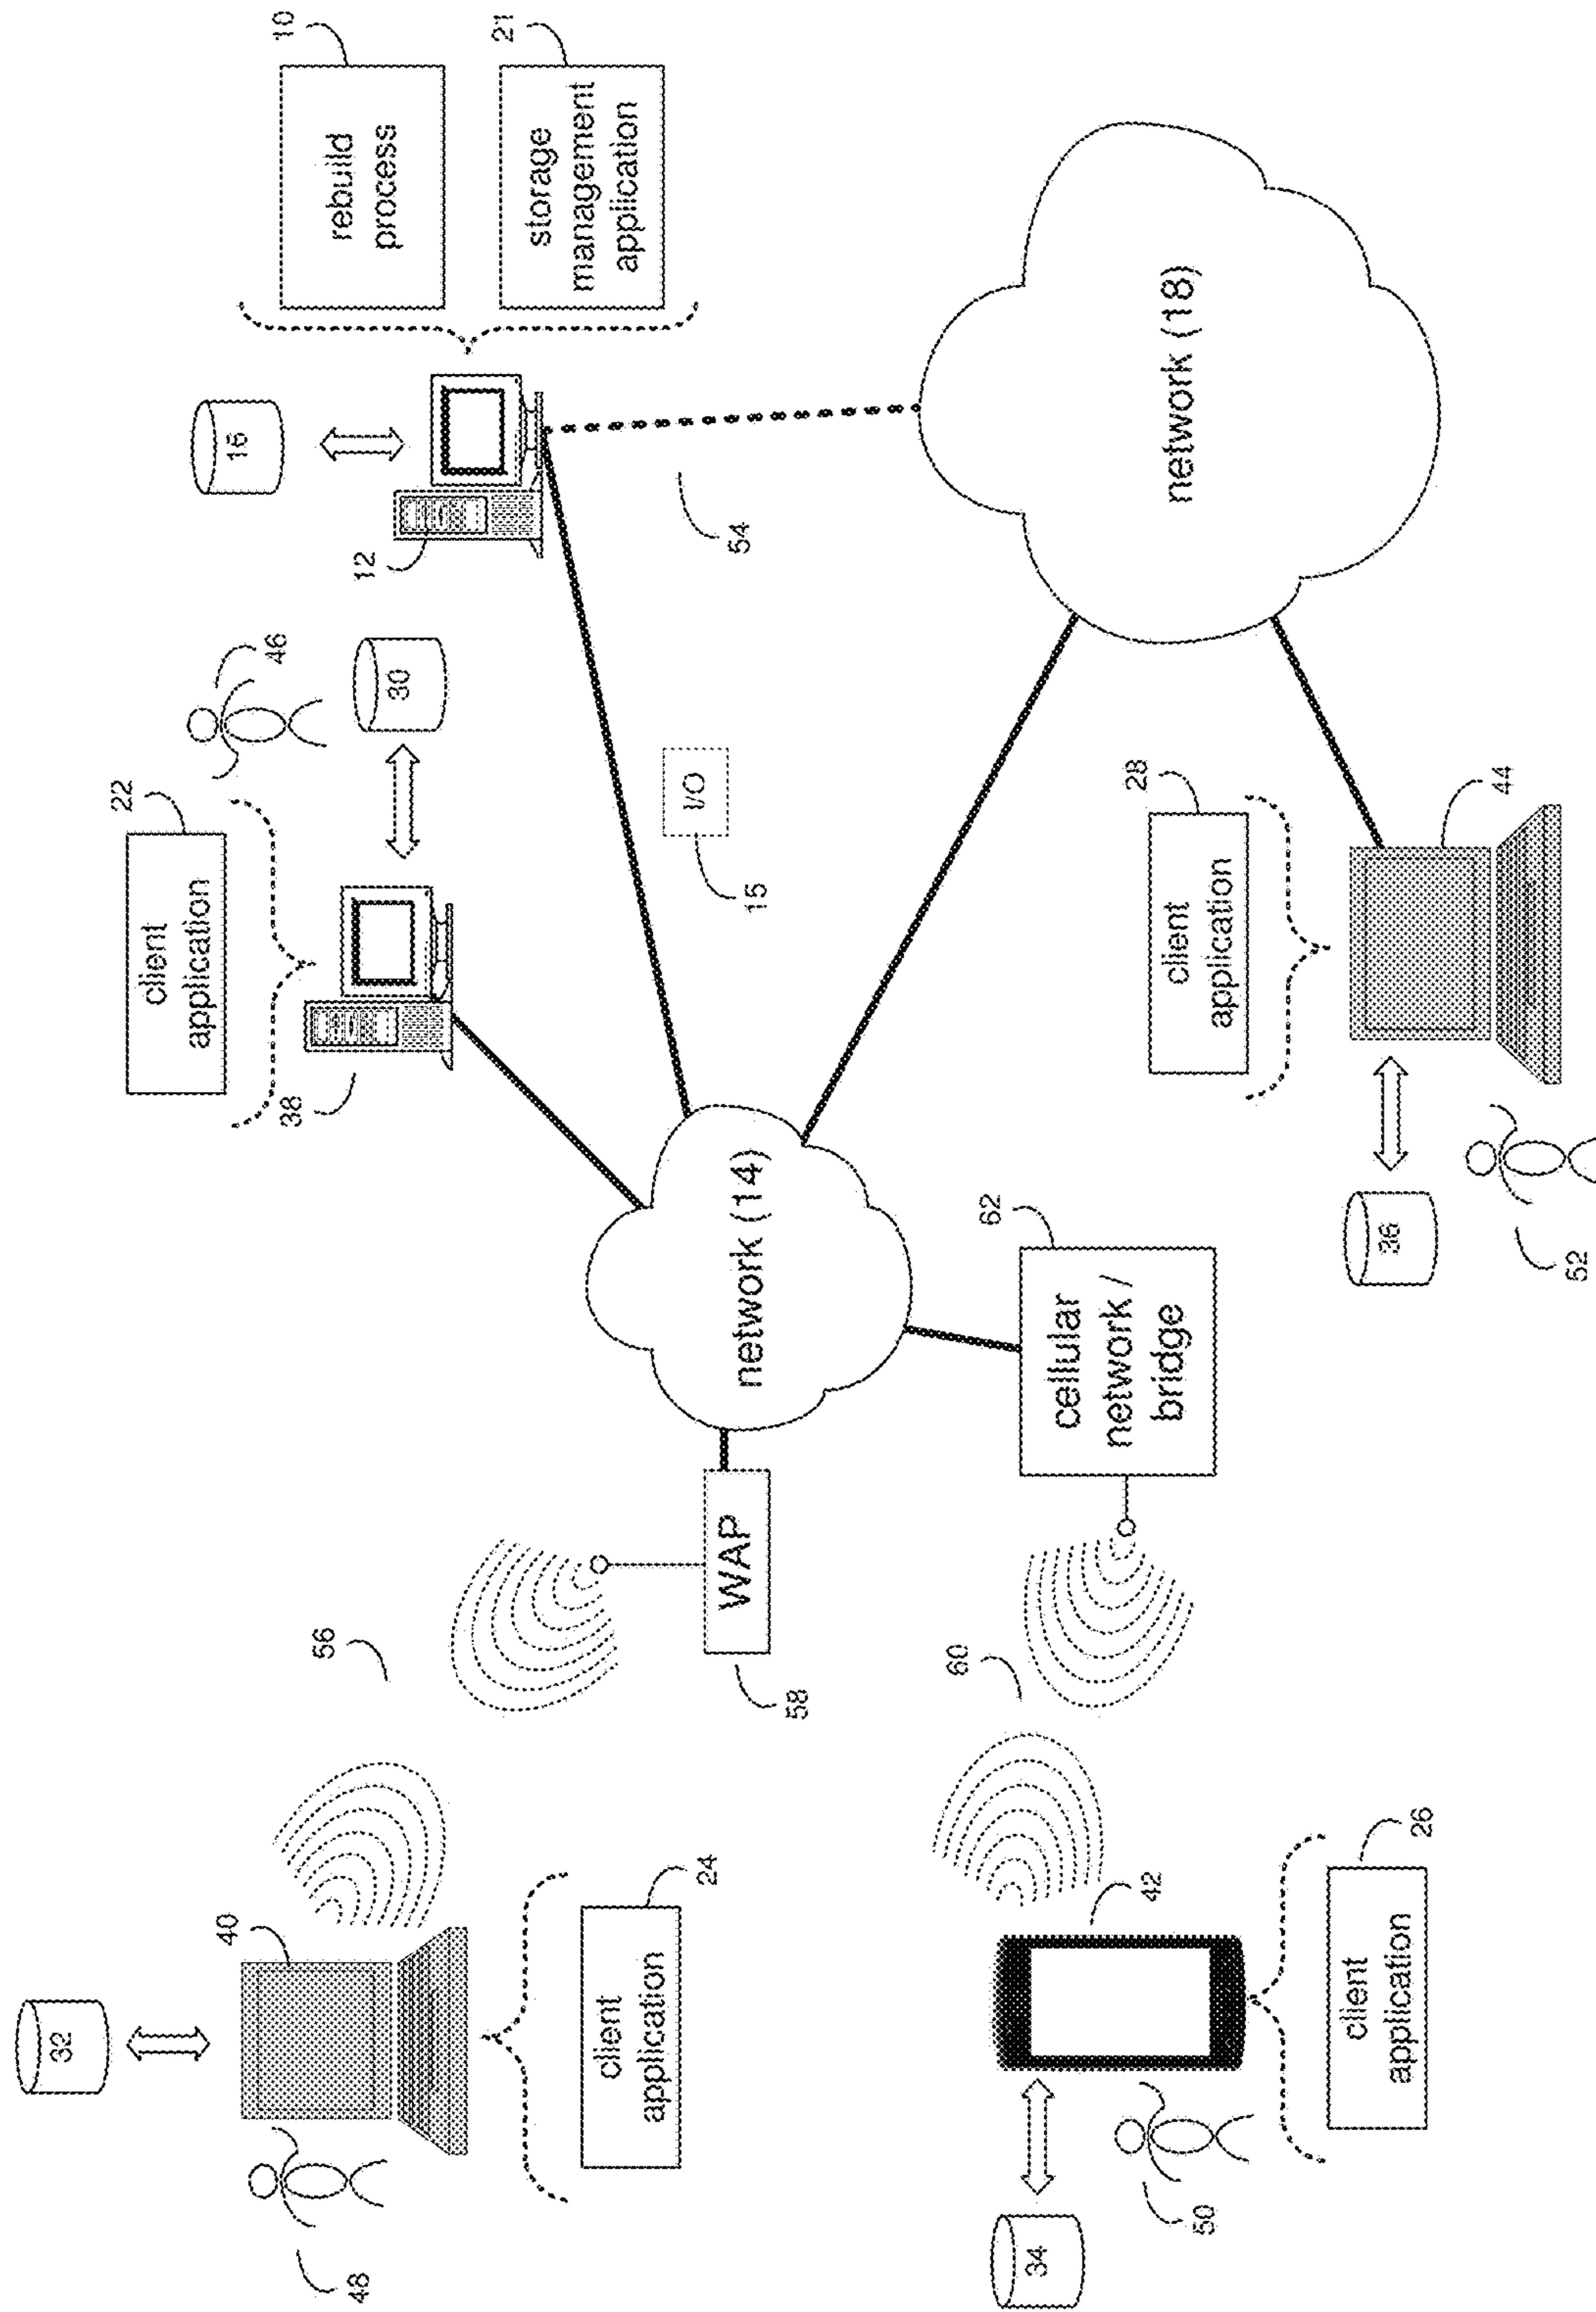 32
22
client
application
40
16
46
10
38
56
48
rebuild
process
12
30
21
storage
management
application
client
application
24
I/O
54
WAP
network (14)
15
58
60
62
34
cellular
network /
bridge
28
42
client
application
network (18)
50
client
application
36
26
44
52